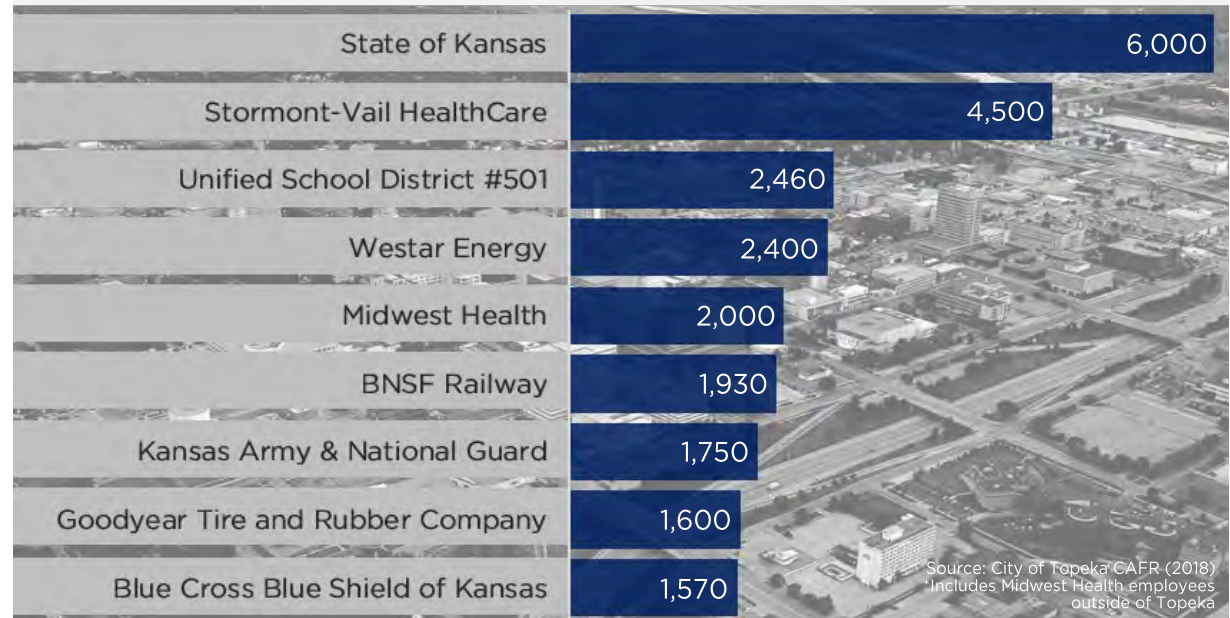 State of Kansas 6,000
Stormont-Vail HealthCare 4,500
Unified School District #501 2,460
Westar Energy 2,400
Midwest Health 2,000
BNSF Railway 1,930
Kansas Army & National Guard 1,750
Goodyear Tire and Rubber Company 1,600
Blue Cross Blue Shield of Kansas 1,570
Source: City of Topeka CAFR (2018)
*Includes Midwest Health employees
outside of Topeka